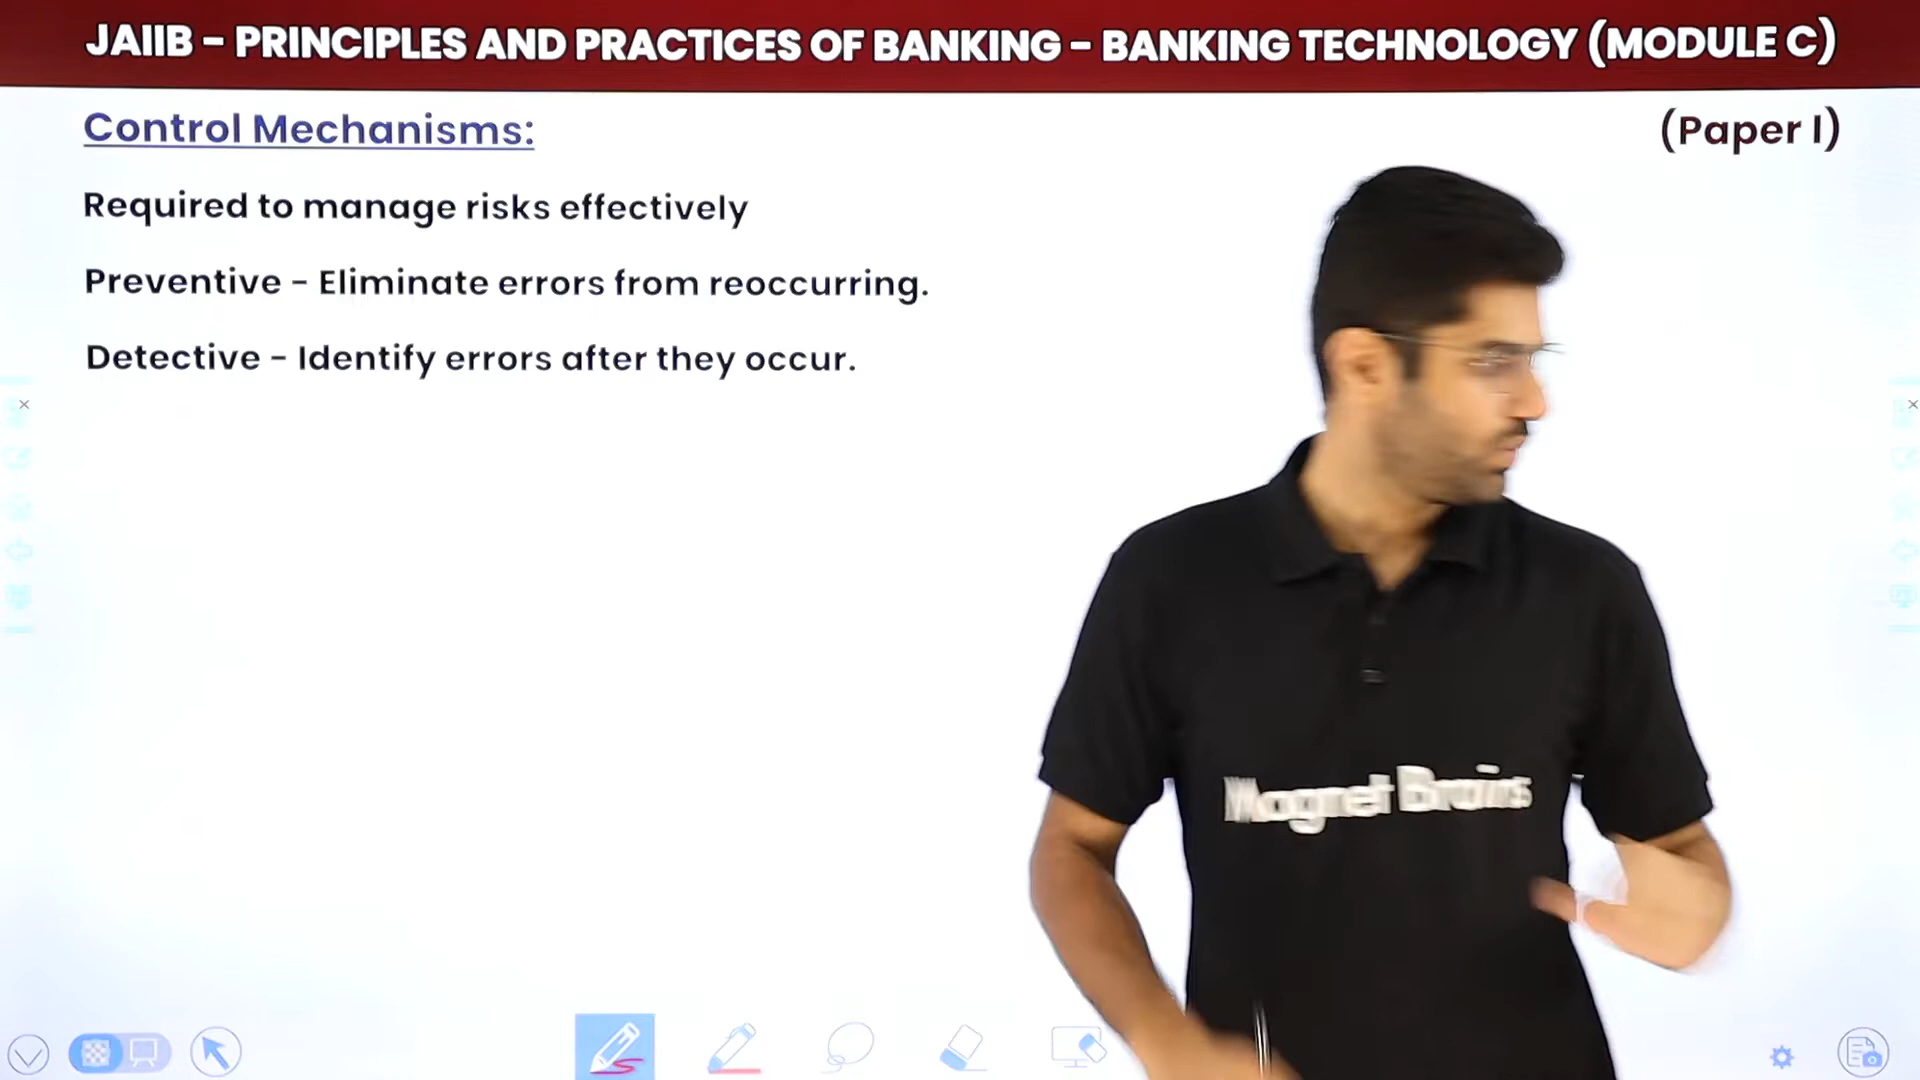 JAIIB - PRINCIPLES AND PRACTICES OF BANKING - BANKING TECHNOLOGY (MODULE C)
Control Mechanisms:
(Paper I)
Required to manage risks effectively
Preventive - Eliminate errors from reoccurring.
Detective - Identify errors after they occur.
Magnet Brains